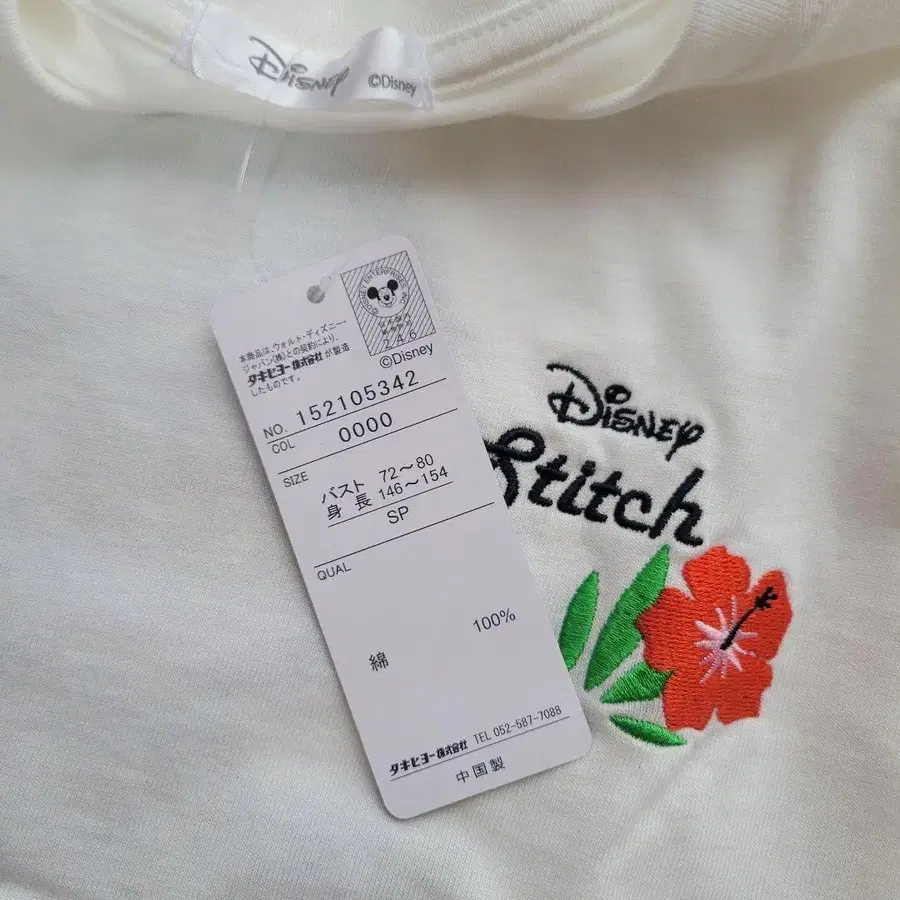 Disney ©Disney
本商品は、ウォルト・ディズニー・
ジャパン(株)との契約により、
タキヒヨー株式会社が製造
したものです。
246
©Disney
NO. 152105342
COL 0000
SIZE
バスト 72～80
身長 146～154
SP
QUAL
綿 100%
タキヒヨー株式会社 TEL 052-587-7088
中国製
Disney
Stitch